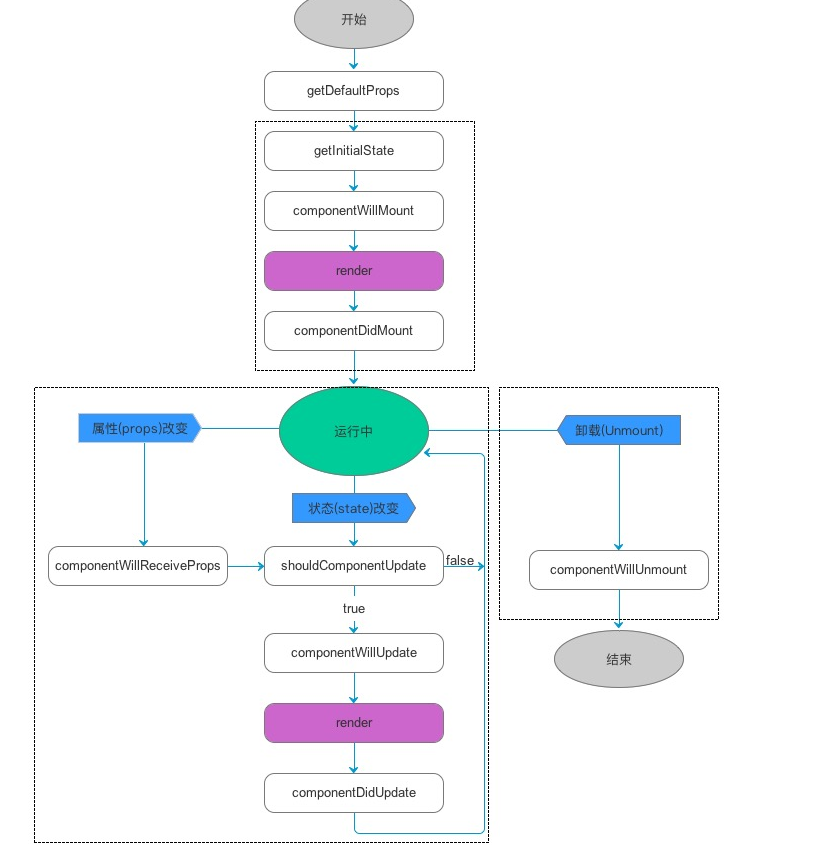 开始
getDefaultProps
getInitialState
componentWillMount
render
componentDidMount
属性(props)改变
运行中
卸载(Unmount)
状态(state)改变
componentWillReceiveProps
shouldComponentUpdate
false
componentWillUnmount
true
componentWillUpdate
结束
render
componentDidUpdate